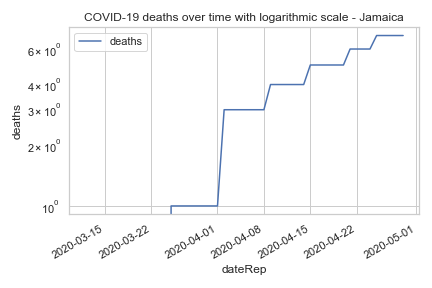 COVID-19 deaths over time with logarithmic scale - Jamaica
deaths
6 × 10⁰
4 × 10⁰
3 × 10⁰
2 × 10⁰
10⁰
deaths
2020-03-15
2020-03-22
2020-04-01
2020-04-08
2020-04-15
2020-04-22
2020-05-01
dateRep